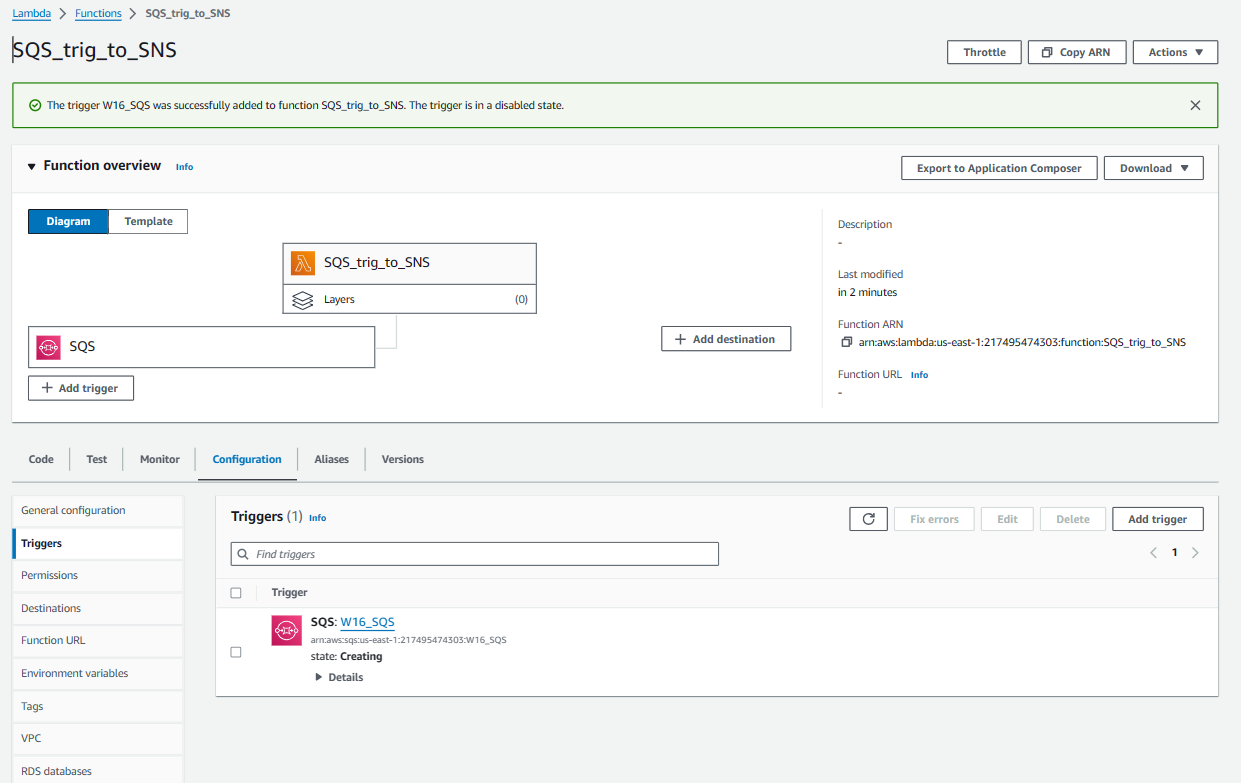 Lambda > Functions > SQS_trig_to_SNS
SQS_trig_to_SNS
Throttle
Copy ARN
Actions
The trigger W16_SQS was successfully added to function SQS_trig_to_SNS. The trigger is in a disabled state.
Function overview Info
Export to Application Composer
Download
Diagram
Template
SQS_trig_to_SNS
Layers (0)
SQS
+ Add trigger
+ Add destination
Description
-
Last modified
in 2 minutes
Function ARN
arn:aws:lambda:us-east-1:217495474303:function:SQS_trig_to_SNS
Function URL Info
-
Code
Test
Monitor
Configuration
Aliases
Versions
General configuration
Triggers
Permissions
Destinations
Function URL
Environment variables
Tags
VPC
RDS databases
Triggers (1) Info
Fix errors
Edit
Delete
Add trigger
Find triggers
1
Trigger
SQS: W16_SQS
arn:aws:sqs:us-east-1:217495474303:W16_SQS
state: Creating
Details